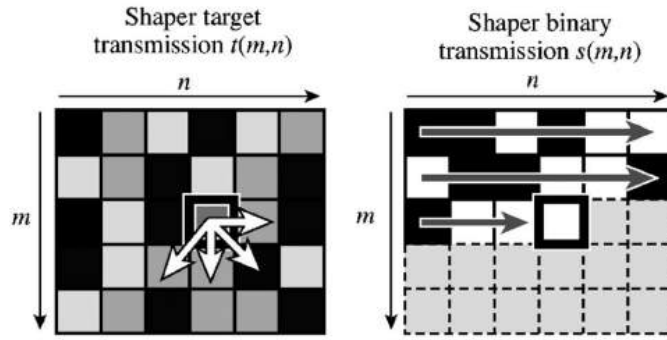 Shaper target
transmission t(m,n)
n
m
Shaper binary
transmission s(m,n)
n
m